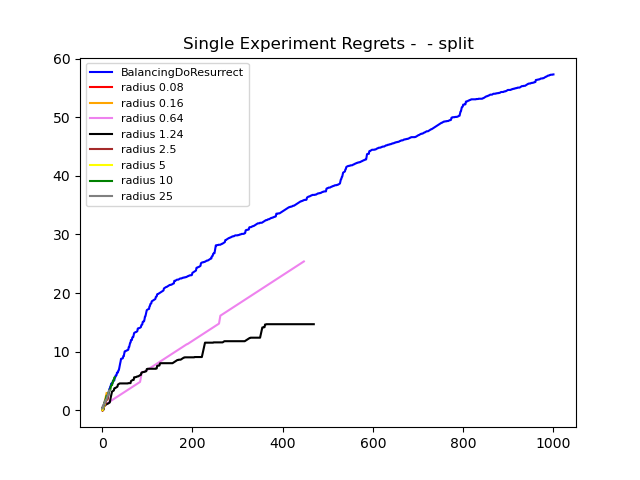 Single Experiment Regrets -  - split
60
50
40
30
20
10
0
BalancingDoResurrect
radius 0.08
radius 0.16
radius 0.64
radius 1.24
radius 2.5
radius 5
radius 10
radius 25
0 200 400 600 800 1000